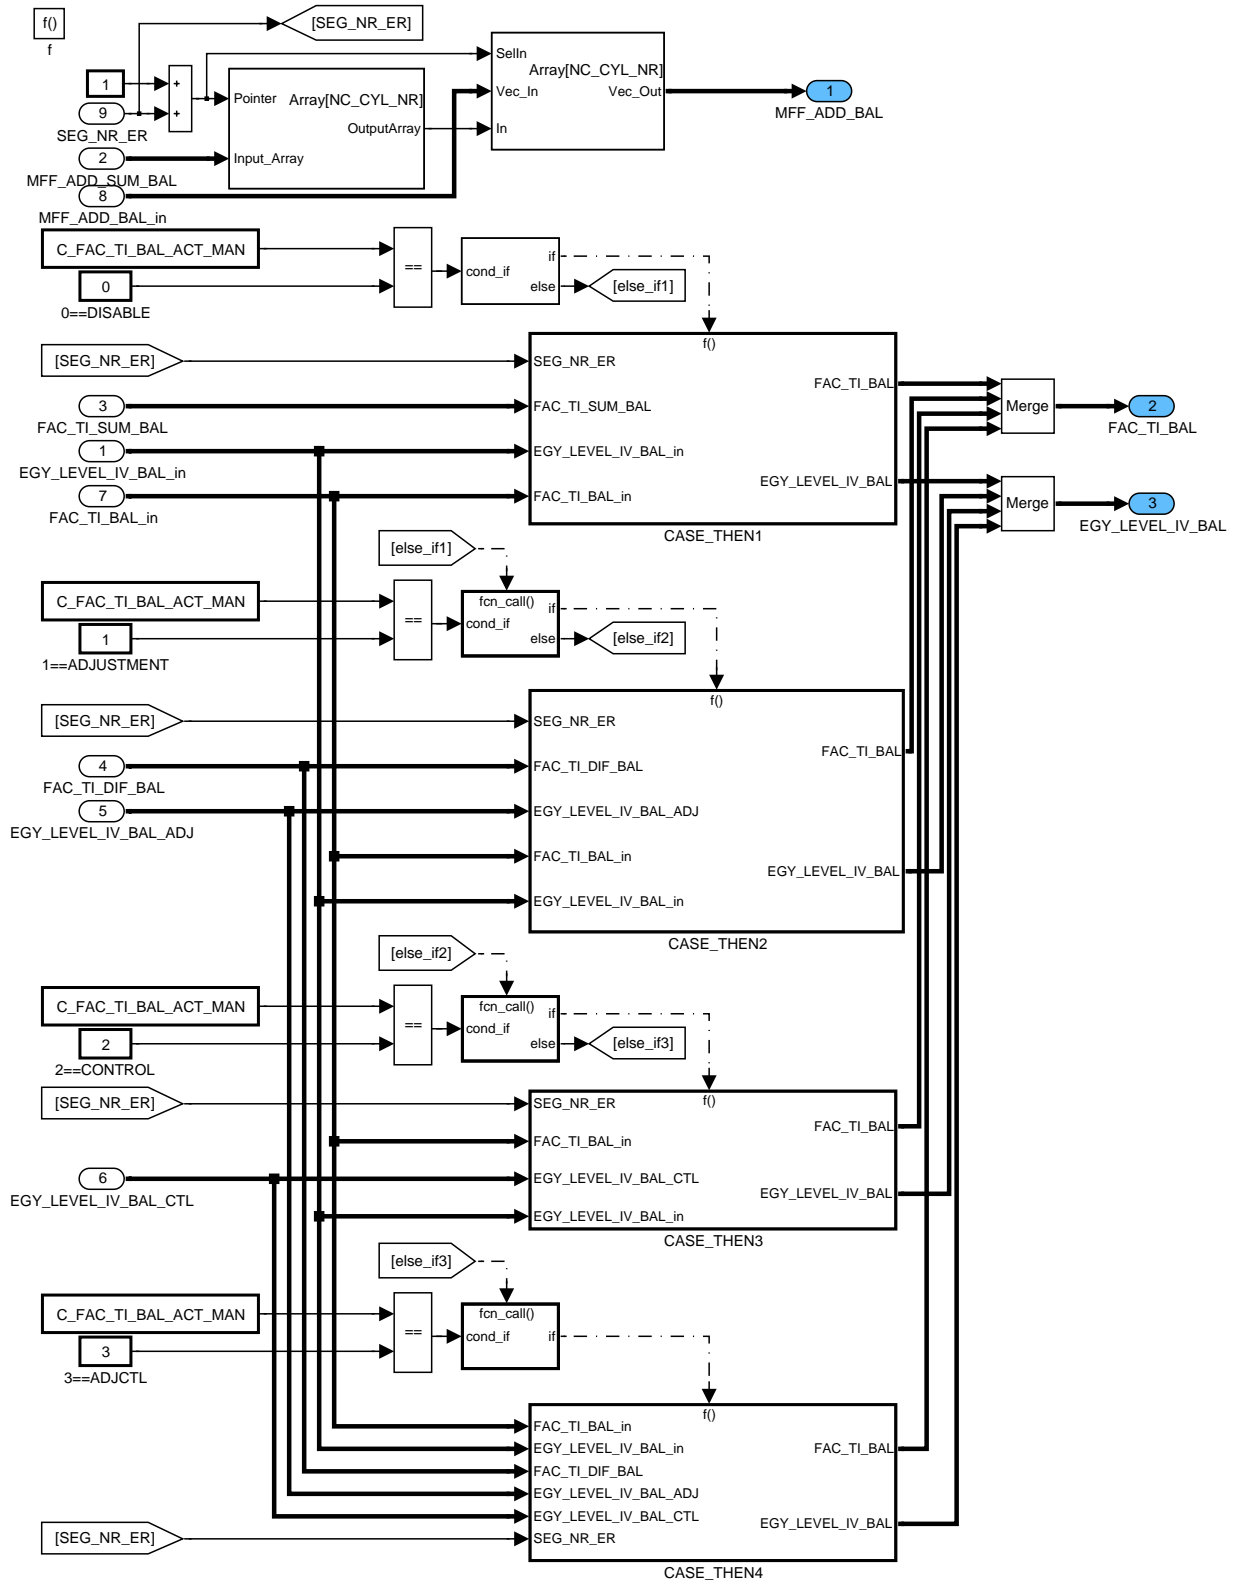 f()
f
[SEG_NR_ER]
1
+
+
9
SEG_NR_ER
Pointer
Array[NC_CYL_NR]
OutputArray
Input_Array
SelIn
Array[NC_CYL_NR]
Vec_In
Vec_Out
In
1
MFF_ADD_BAL
2
MFF_ADD_SUM_BAL
8
MFF_ADD_BAL_in
C_FAC_TI_BAL_ACT_MAN
0
0==DISABLE
==
cond_if
if
else
[else_if1]
[SEG_NR_ER]
3
FAC_TI_SUM_BAL
1
EGY_LEVEL_IV_BAL_in
7
FAC_TI_BAL_in
f()
SEG_NR_ER
FAC_TI_SUM_BAL
EGY_LEVEL_IV_BAL_in
FAC_TI_BAL_in
FAC_TI_BAL
EGY_LEVEL_IV_BAL
CASE_THEN1
Merge
2
FAC_TI_BAL
Merge
3
EGY_LEVEL_IV_BAL
[else_if1]
C_FAC_TI_BAL_ACT_MAN
1
1==ADJUSTMENT
==
fcn_call()
cond_if
if
else
[else_if2]
[SEG_NR_ER]
4
FAC_TI_DIF_BAL
5
EGY_LEVEL_IV_BAL_ADJ
f()
SEG_NR_ER
FAC_TI_DIF_BAL
EGY_LEVEL_IV_BAL_ADJ
FAC_TI_BAL_in
EGY_LEVEL_IV_BAL_in
FAC_TI_BAL
EGY_LEVEL_IV_BAL
CASE_THEN2
[else_if2]
C_FAC_TI_BAL_ACT_MAN
2
2==CONTROL
==
fcn_call()
cond_if
if
else
[else_if3]
[SEG_NR_ER]
6
EGY_LEVEL_IV_BAL_CTL
f()
SEG_NR_ER
FAC_TI_BAL_in
EGY_LEVEL_IV_BAL_CTL
EGY_LEVEL_IV_BAL_in
FAC_TI_BAL
EGY_LEVEL_IV_BAL
CASE_THEN3
[else_if3]
C_FAC_TI_BAL_ACT_MAN
3
3==ADJCTL
==
fcn_call()
cond_if
if
f()
FAC_TI_BAL_in
EGY_LEVEL_IV_BAL_in
FAC_TI_DIF_BAL
EGY_LEVEL_IV_BAL_ADJ
EGY_LEVEL_IV_BAL_CTL
SEG_NR_ER
FAC_TI_BAL
EGY_LEVEL_IV_BAL
[SEG_NR_ER]
CASE_THEN4